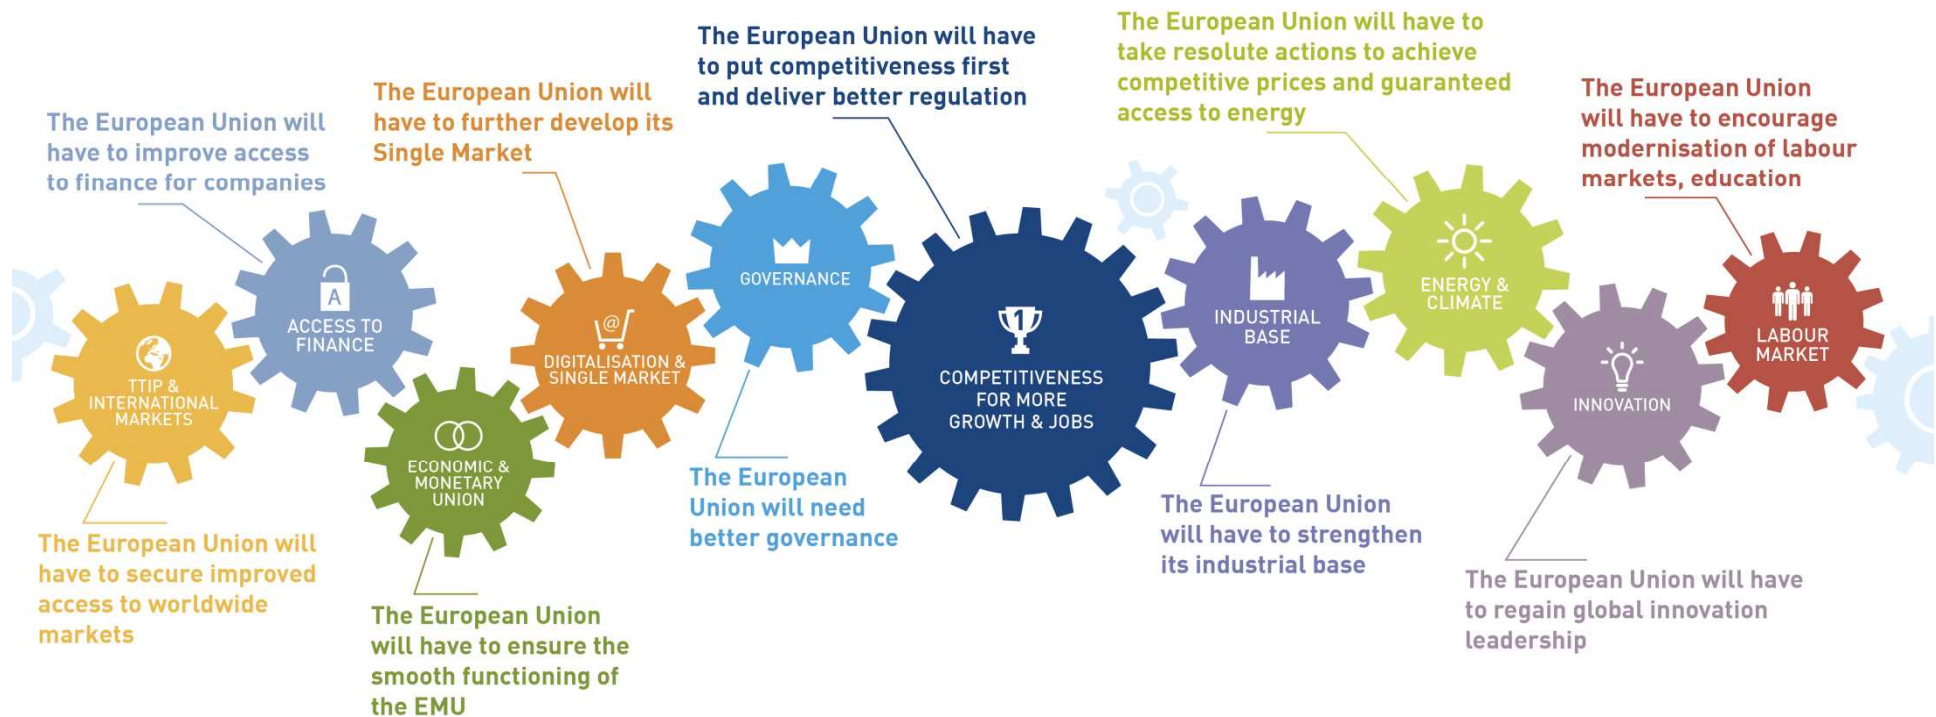 The European Union will
have to improve access
to finance for companies
The European Union will
have to further develop its
Single Market
The European Union will have
to put competitiveness first
and deliver better regulation
The European Union will have to
take resolute actions to achieve
competitive prices and guaranteed
access to energy
The European Union
will have to encourage
modernisation of labour
markets, education
TTIP &
INTERNATIONAL
MARKETS
A
ACCESS TO
FINANCE
ECONOMIC &
MONETARY
UNION
@
DIGITALISATION &
SINGLE MARKET
GOVERNANCE
1
COMPETITIVENESS
FOR MORE
GROWTH & JOBS
INDUSTRIAL
BASE
ENERGY &
CLIMATE
INNOVATION
LABOUR
MARKET
The European Union will
have to secure improved
access to worldwide
markets
The European Union
will have to ensure the
smooth functioning of
the EMU
The European
Union will need
better governance
The European Union
will have to strengthen
its industrial base
The European Union will have
to regain global innovation
leadership